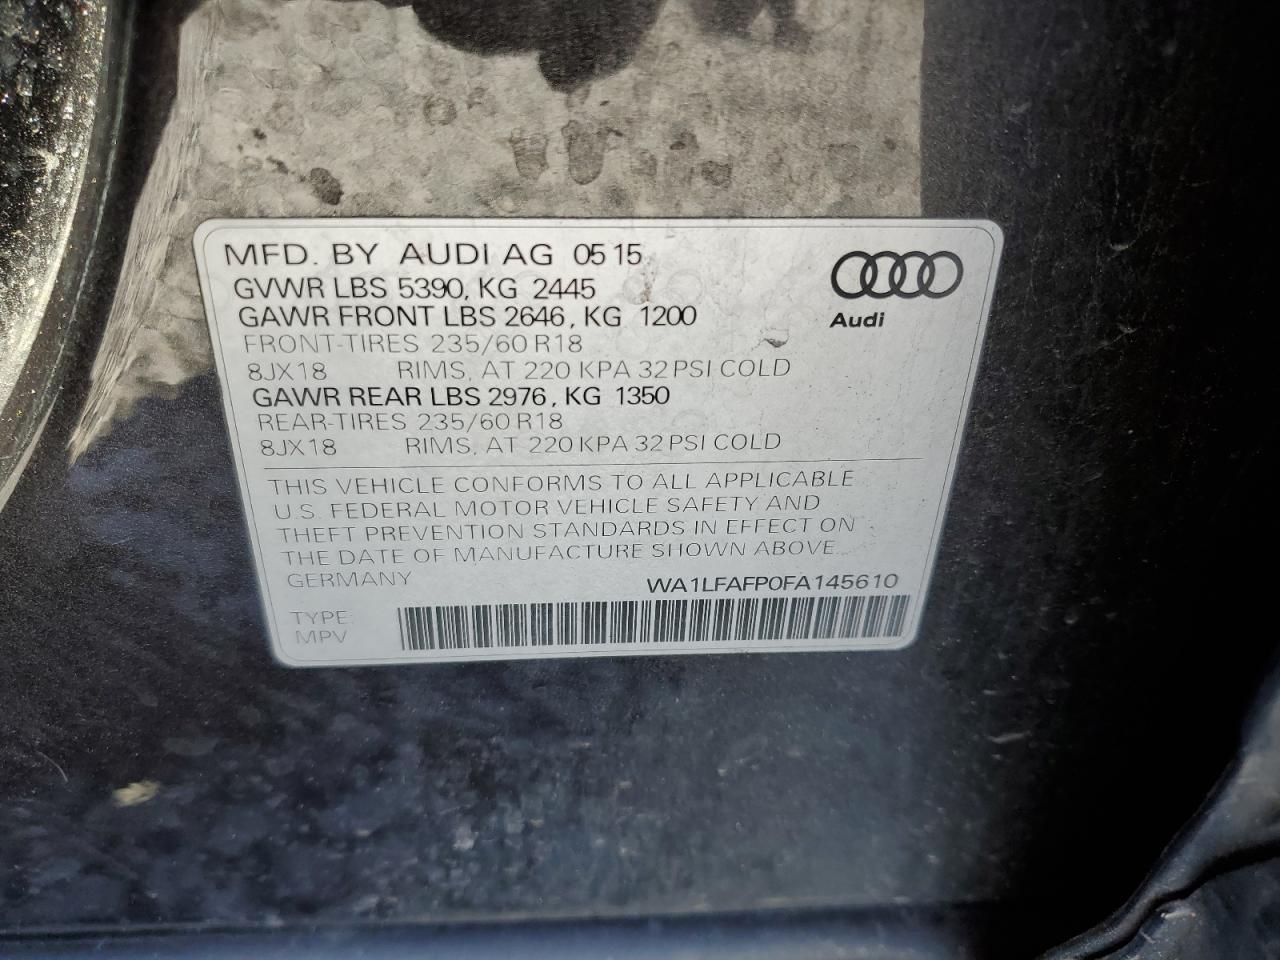 MFD. BY AUDI AG 05 15
GVWR LBS 5390, KG 2445
GAWR FRONT LBS 2646, KG 1200
FRONT-TIRES 235/60 R18
8JX18 RIMS, AT 220 KPA 32 PSI COLD
GAWR REAR LBS 2976, KG 1350
REAR-TIRES 235/60 R18
8JX18 RIMS, AT 220 KPA 32 PSI COLD
Audi
THIS VEHICLE CONFORMS TO ALL APPLICABLE
U.S. FEDERAL MOTOR VEHICLE SAFETY AND
THEFT PREVENTION STANDARDS IN EFFECT ON
THE DATE OF MANUFACTURE SHOWN ABOVE.
GERMANY WA1LFAFP0FA145610
TYPE:
MPV